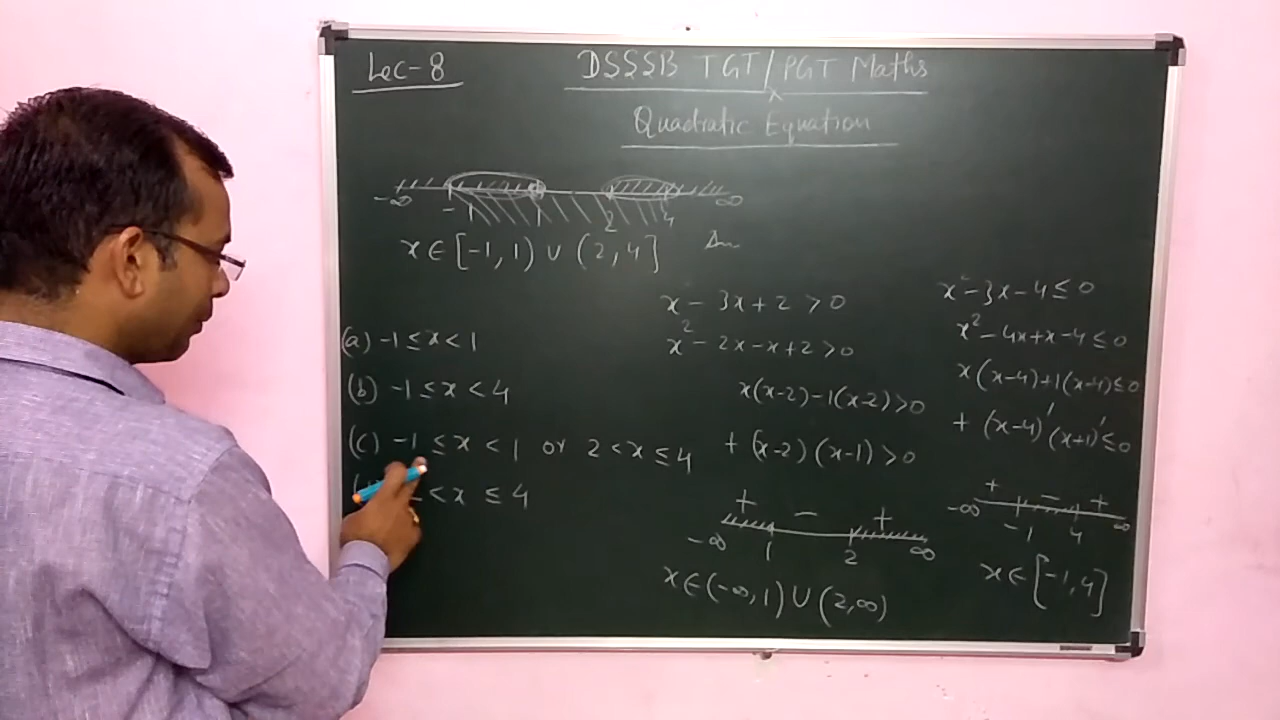 Lec-8
DSSSB TGT/PGT Maths
Quadratic Equation
-∞ -1 1 2 4 ∞
x ∈ [-1, 1) ∪ (2, 4]
(a) -1 ≤ x < 1
(b) -1 ≤ x < 4
(c) -1 ≤ x < 1 or 2 < x ≤ 4
< x ≤ 4
x² - 3x + 2 > 0
x² - 2x - x + 2 > 0
x(x-2) - 1(x-2) > 0
+ (x-2) (x-1) > 0
+ - +
-∞ 1 2 ∞
x ∈ (-∞, 1) ∪ (2, ∞)
x² - 3x - 4 ≤ 0
x² - 4x + x - 4 ≤ 0
x(x-4) + 1(x-4) ≤ 0
+ (x-4)' (x+1)' ≤ 0
+ - +
-∞ -1 4 ∞
x ∈ [-1, 4]